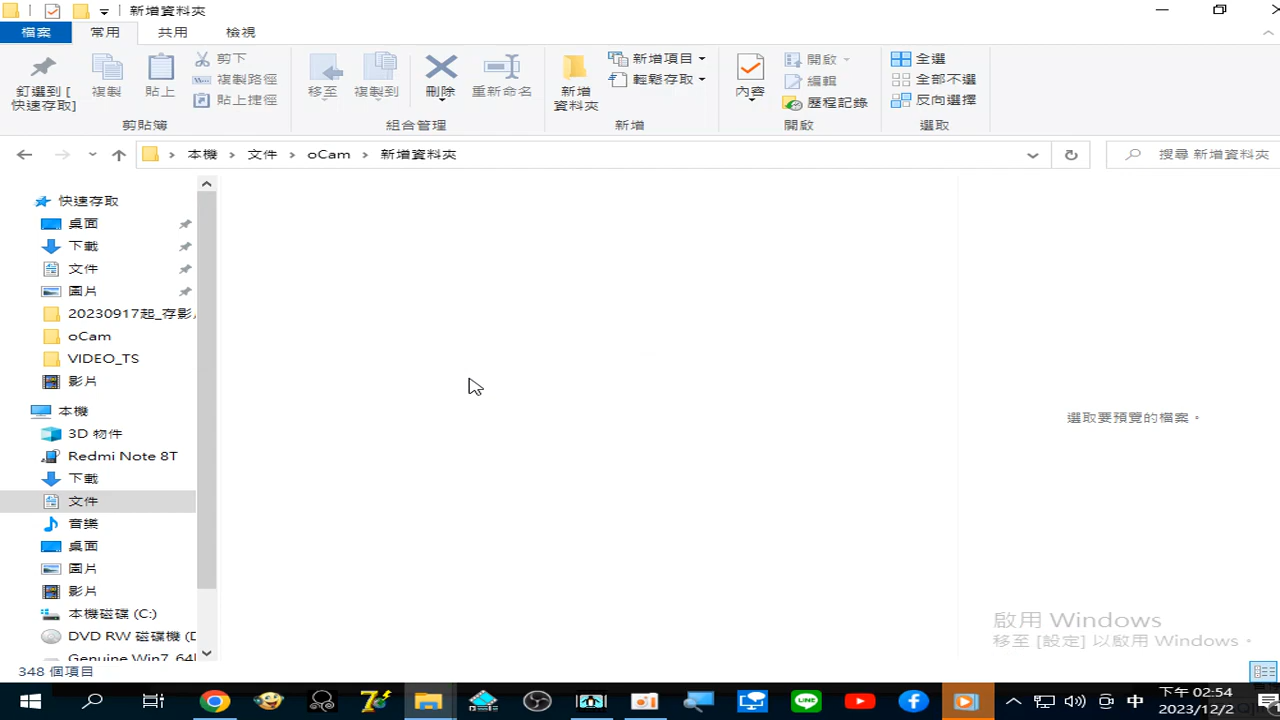 新增資料夾
檔案 常用 共用 檢視
釘選到 [快速存取]
複製
貼上
剪下
複製路徑
貼上捷徑
剪貼簿
移至
複製到
刪除
重新命名
組合管理
新增資料夾
新增項目
輕鬆存取
新增
內容
開啟
編輯
歷程記錄
開啟
全選
全部不選
反向選擇
選取
本機 文件 oCam 新增資料夾
搜尋 新增資料夾
快速存取
桌面
下載
文件
圖片
20230917起_存影
oCam
VIDEO_TS
影片
本機
3D 物件
Redmi Note 8T
下載
文件
音樂
桌面
圖片
影片
本機磁碟 (C:)
DVD RW 磁碟機 (D
Genuine Win7_64
選取要預覽的檔案。
啟用 Windows
移至 [設定] 以啟用 Windows。
348 個項目
中
下午 02:54
2023/12/2